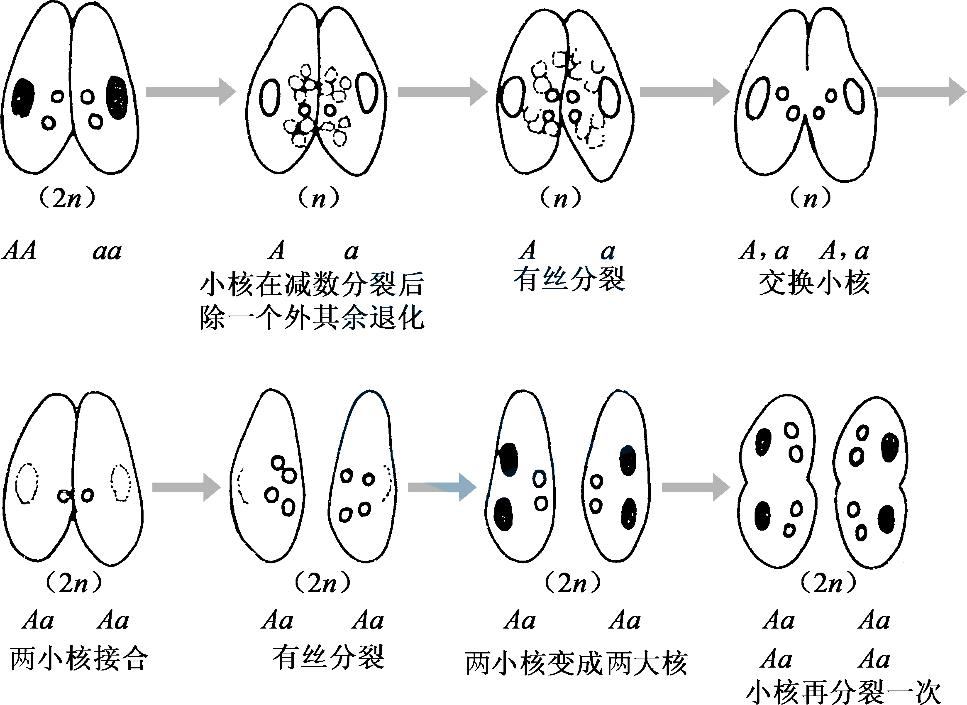 (2n) (n) (n) (n)
AA aa A a A a A，a A，a
小核在减数分裂后
除一个外其余退化
有丝分裂
交换小核
(2n) (2n) (2n) (2n)
Aa Aa Aa Aa Aa Aa Aa Aa
Aa Aa
两小核接合
有丝分裂
两小核变成两大核
小核再分裂一次